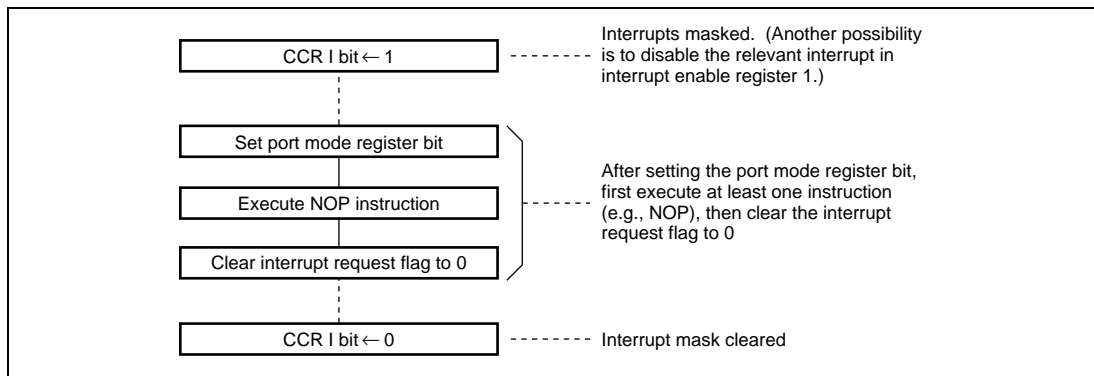 CCR I bit ← 1
Interrupts masked. (Another possibility
is to disable the relevant interrupt in
interrupt enable register 1.)
Set port mode register bit
Execute NOP instruction
Clear interrupt request flag to 0
After setting the port mode register bit,
first execute at least one instruction
(e.g., NOP), then clear the interrupt
request flag to 0
CCR I bit ← 0
Interrupt mask cleared